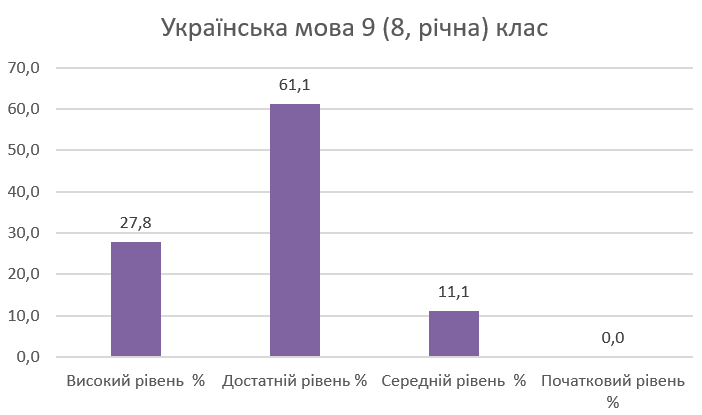 Українська мова 9 (8, річна) клас
70,0
60,0
50,0
40,0
30,0
20,0
10,0
0,0
27,8
61,1
11,1
0,0
Високий рівень %
Достатній рівень %
Середній рівень %
Початковий рівень
%